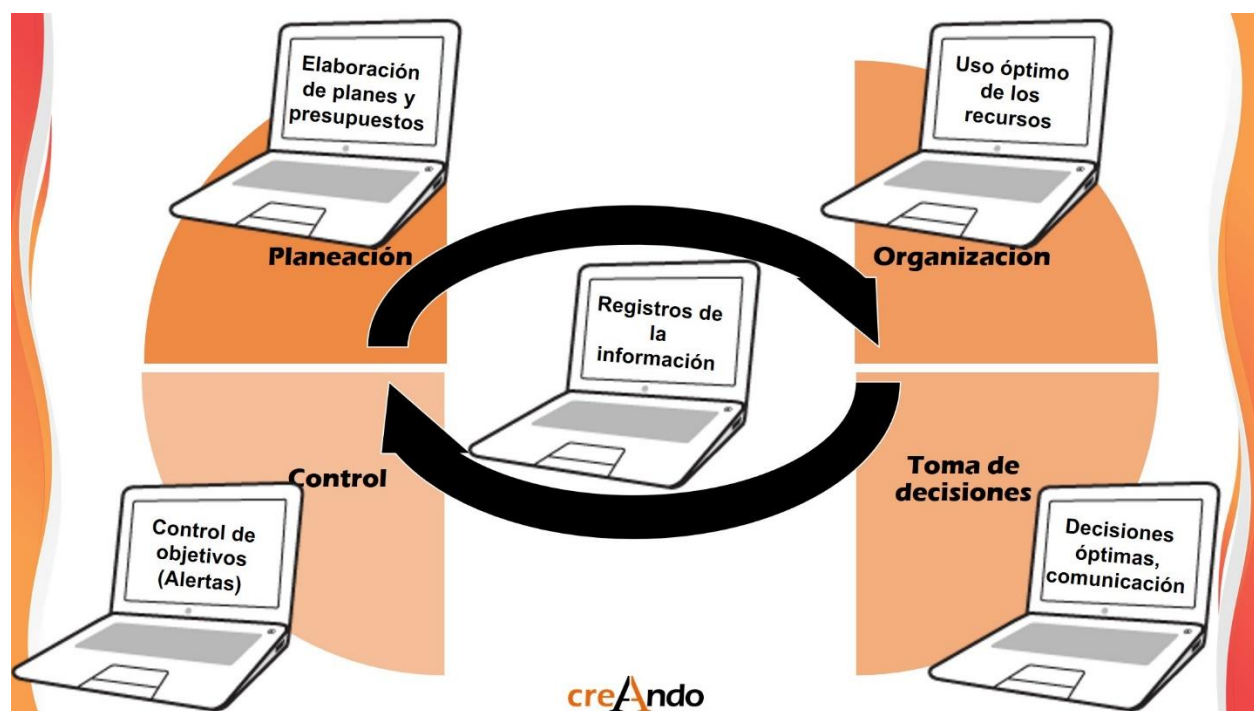 Elaboración
de planes y
presupuestos
Planeación
Uso óptimo
de los
recursos
Organización
Registros de
la
información
Control
Control de
objetivos
(Alertas)
Toma de
decisiones
Decisiones
óptimas,
comunicación
creAndo